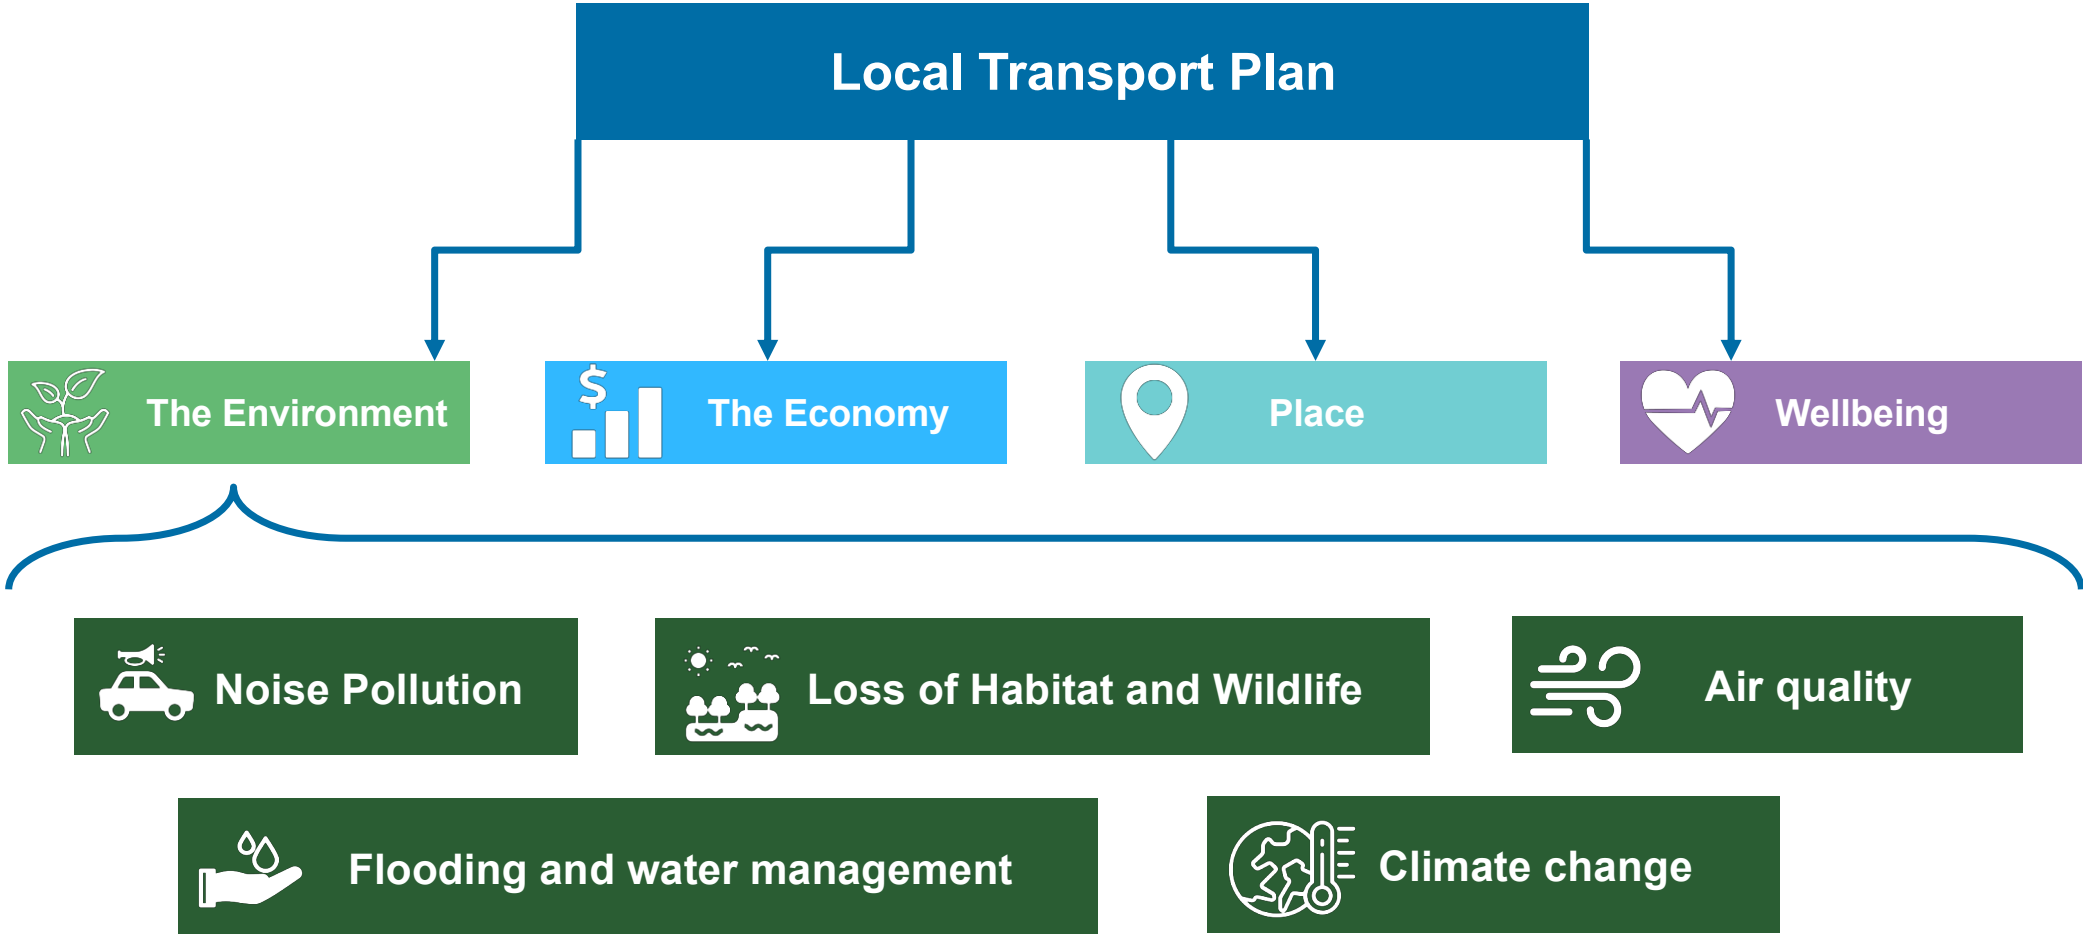 Local Transport Plan
The Environment
$
The Economy
Place
Wellbeing
Noise Pollution
Loss of Habitat and Wildlife
Air quality
Flooding and water management
Climate change